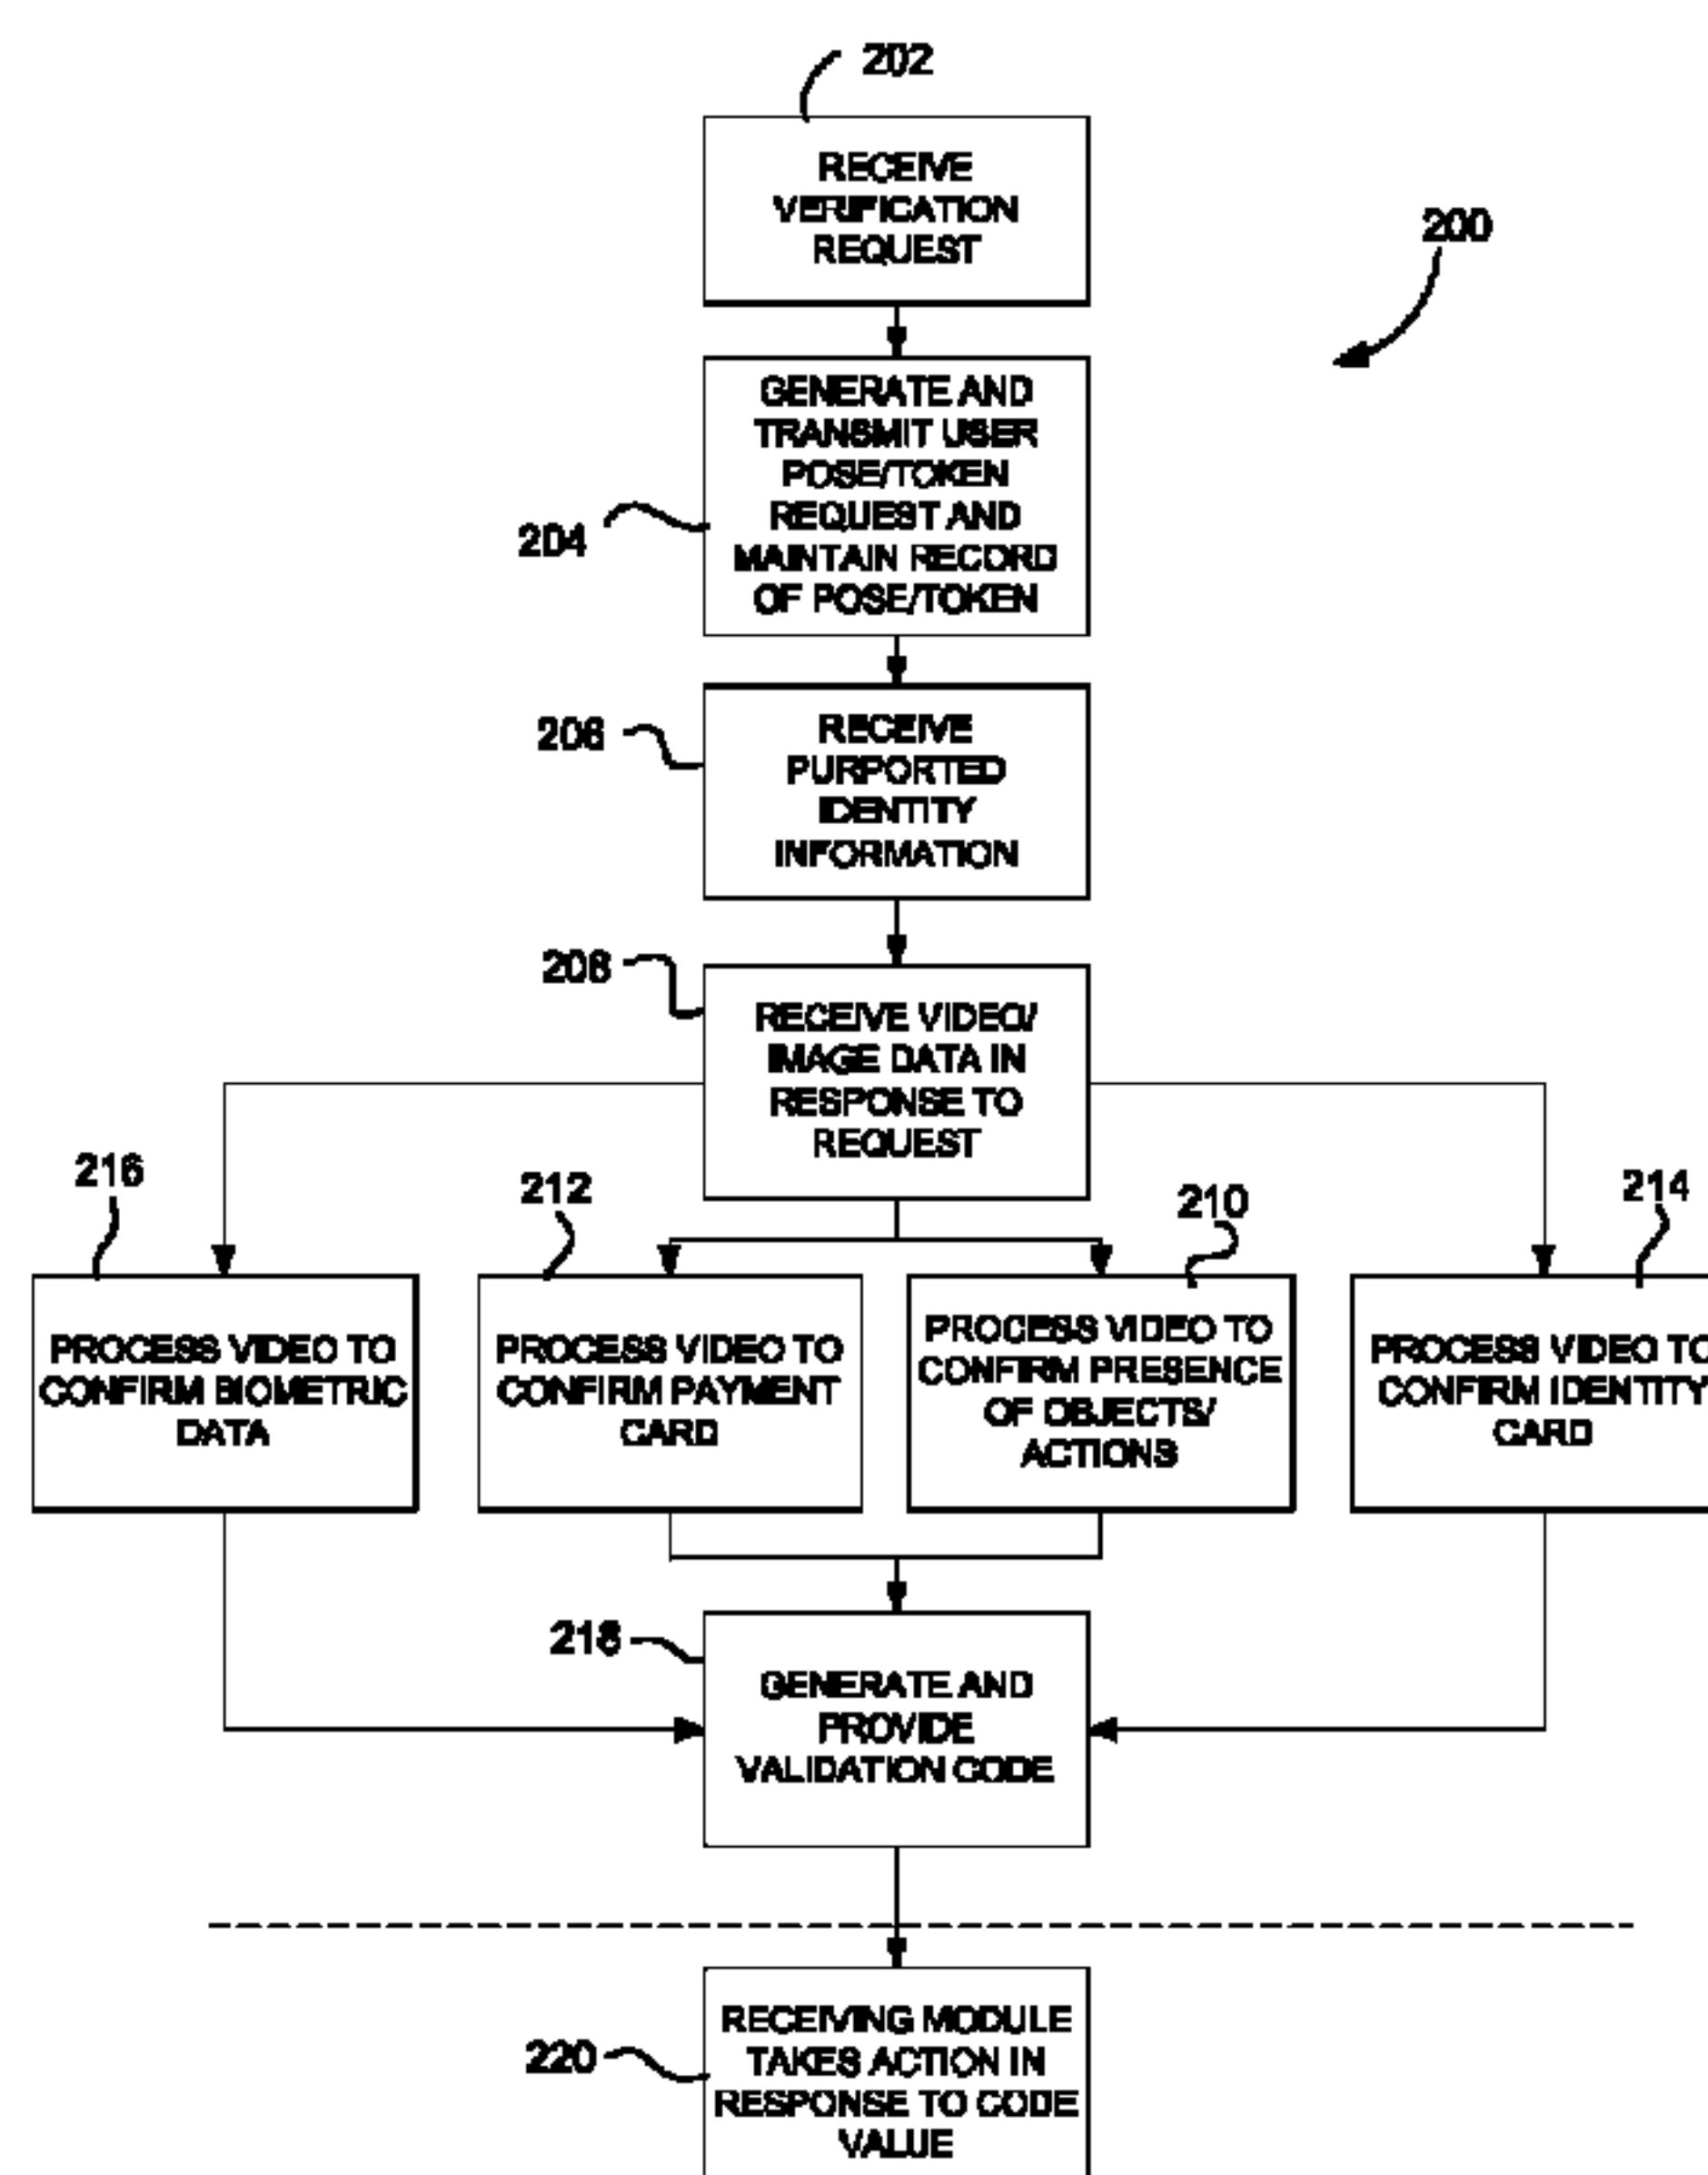 202
RECEIVE
VERIFICATION
REQUEST
200
GENERATE AND
TRANSMIT USER
POSE/TOKEN
REQUEST AND
MAINTAIN RECORD
OF POSE/TOKEN
204
206
RECEIVE
PURPORTED
IDENTITY
INFORMATION
208
RECEIVE VIDEO/
IMAGE DATA IN
RESPONSE TO
REQUEST
216
212
210
214
PROCESS VIDEO TO
CONFIRM BIOMETRIC
DATA
PROCESS VIDEO TO
CONFIRM PAYMENT
CARD
PROCESS VIDEO TO
CONFIRM PRESENCE
OF OBJECTS/
ACTIONS
PROCESS VIDEO TO
CONFIRM IDENTITY
CARD
218
GENERATE AND
PROVIDE
VALIDATION CODE
220
RECEIVING MODULE
TAKES ACTION IN
RESPONSE TO CODE
VALUE